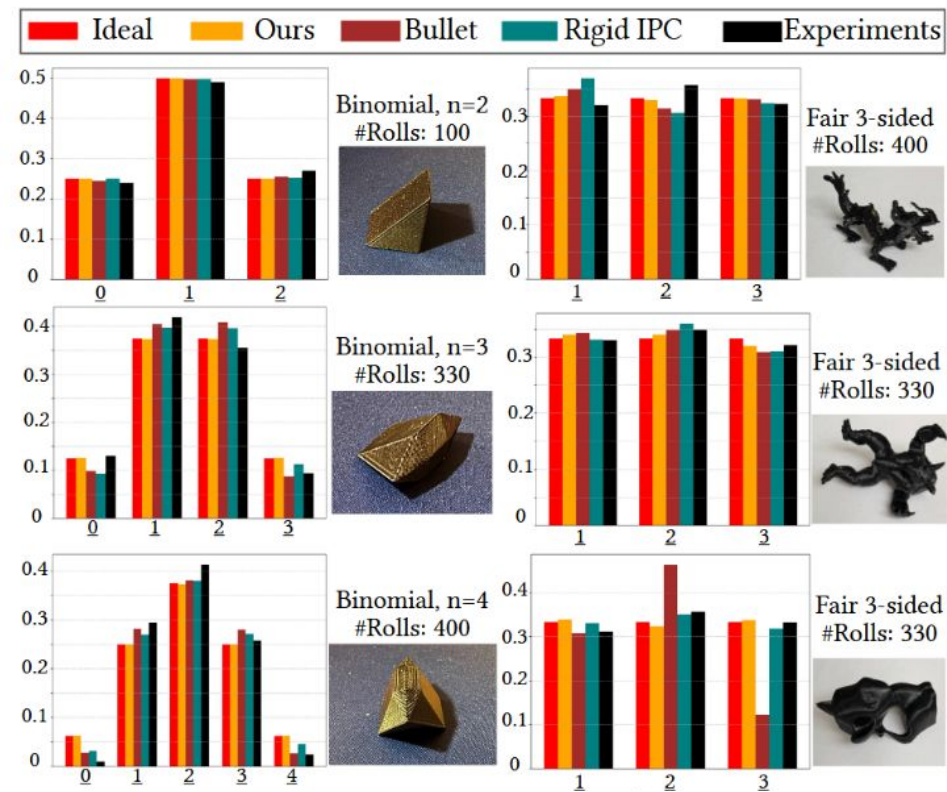 Ideal Ours Bullet Rigid IPC Experiments
0.5
0.4
0.2
0.1
0
0 1 2
Binomial, n=2
#Rolls: 100
0.3
0.2
0.1
0
1 2 3
Fair 3-sided
#Rolls: 400
0.4
0.3
0.2
0.1
0
0 1 2 3
Binomial, n=3
#Rolls: 330
0.3
0.2
0.1
0
1 2 3
Fair 3-sided
#Rolls: 330
0.4
0.3
0.2
0.1
0
0 1 2 3 4
Binomial, n=4
#Rolls: 400
0.4
0.3
0.2
0.1
0
1 2 3
Fair 3-sided
#Rolls: 330